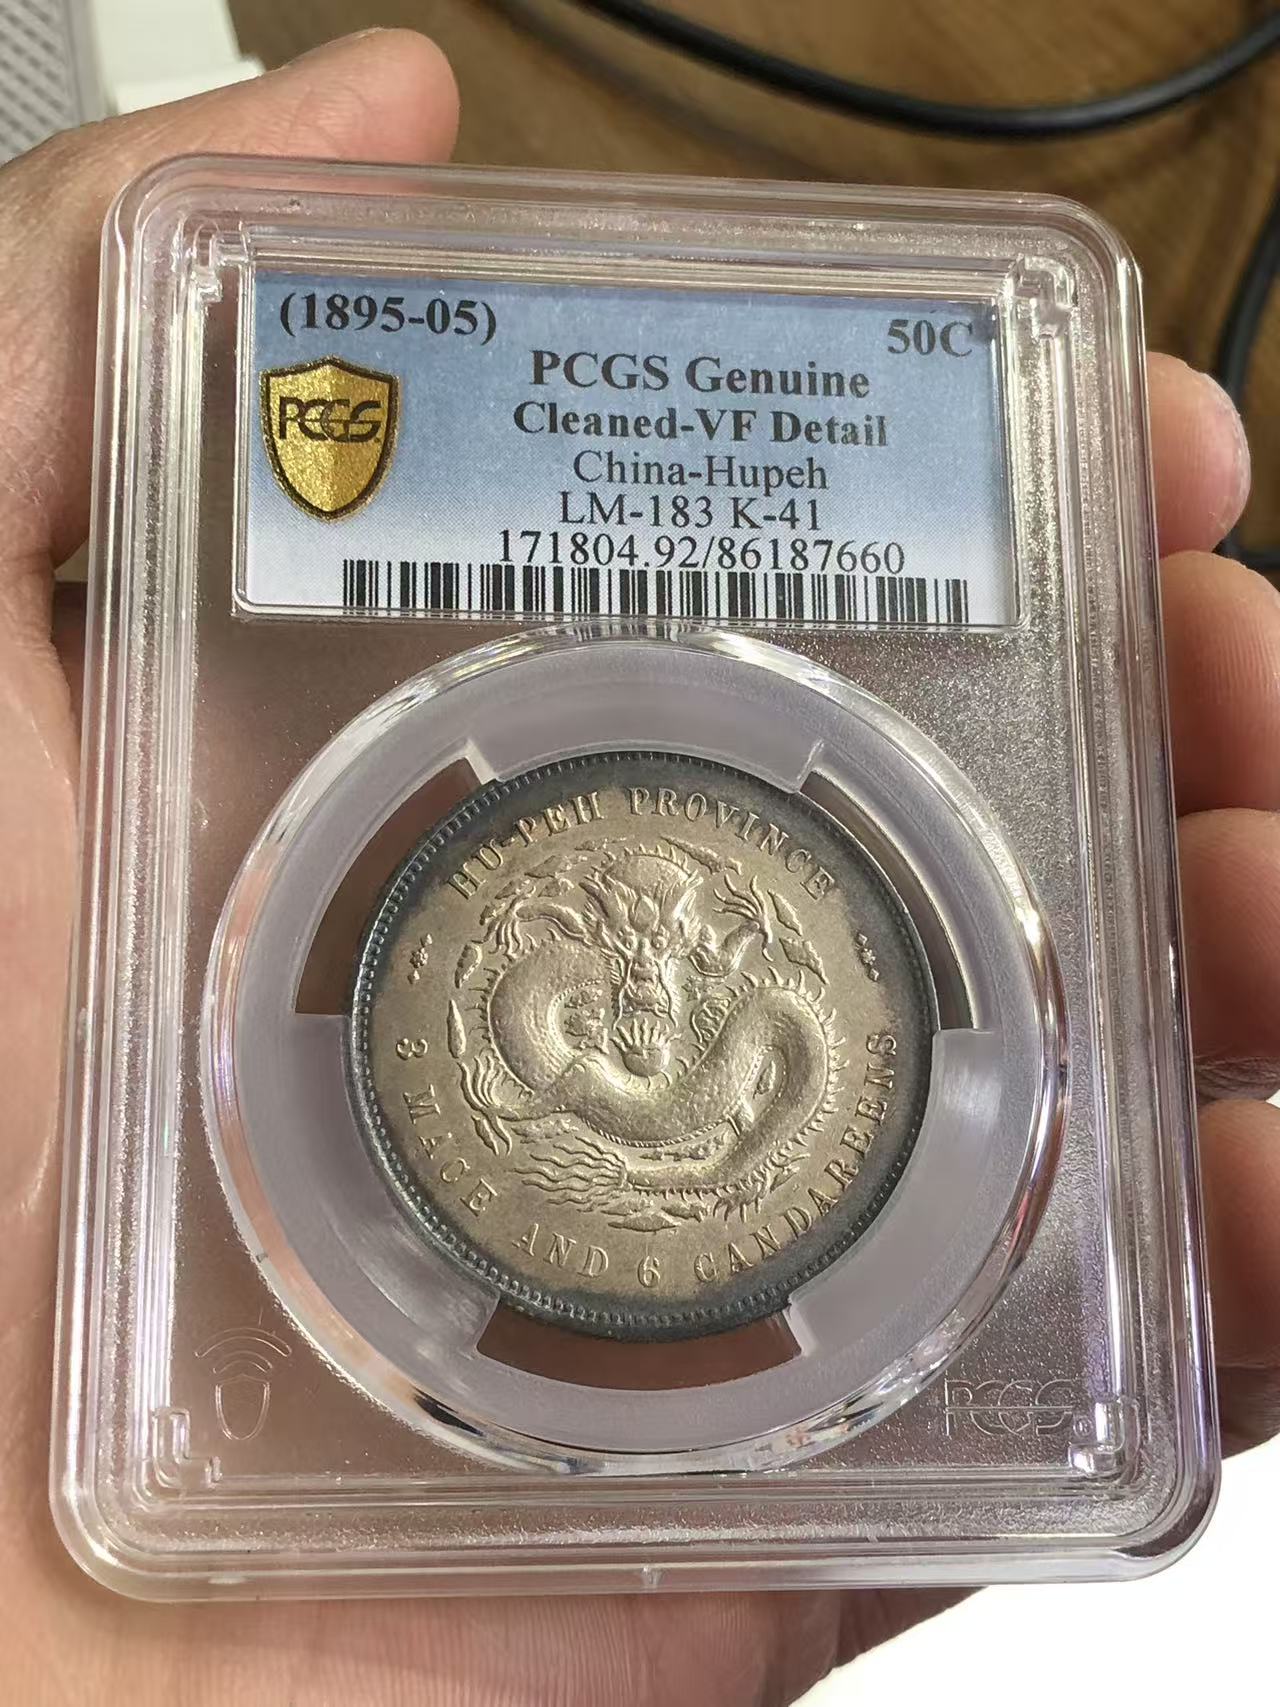 (1895-05)
50C
PCGS Genuine
PCGS
Cleaned-VF Detail
China-Hupeh
LM-183 K-41
171804.92/86187660
HU-PEH PROVINCE
3 MACE AND 6 CANDAREENS
PCGS